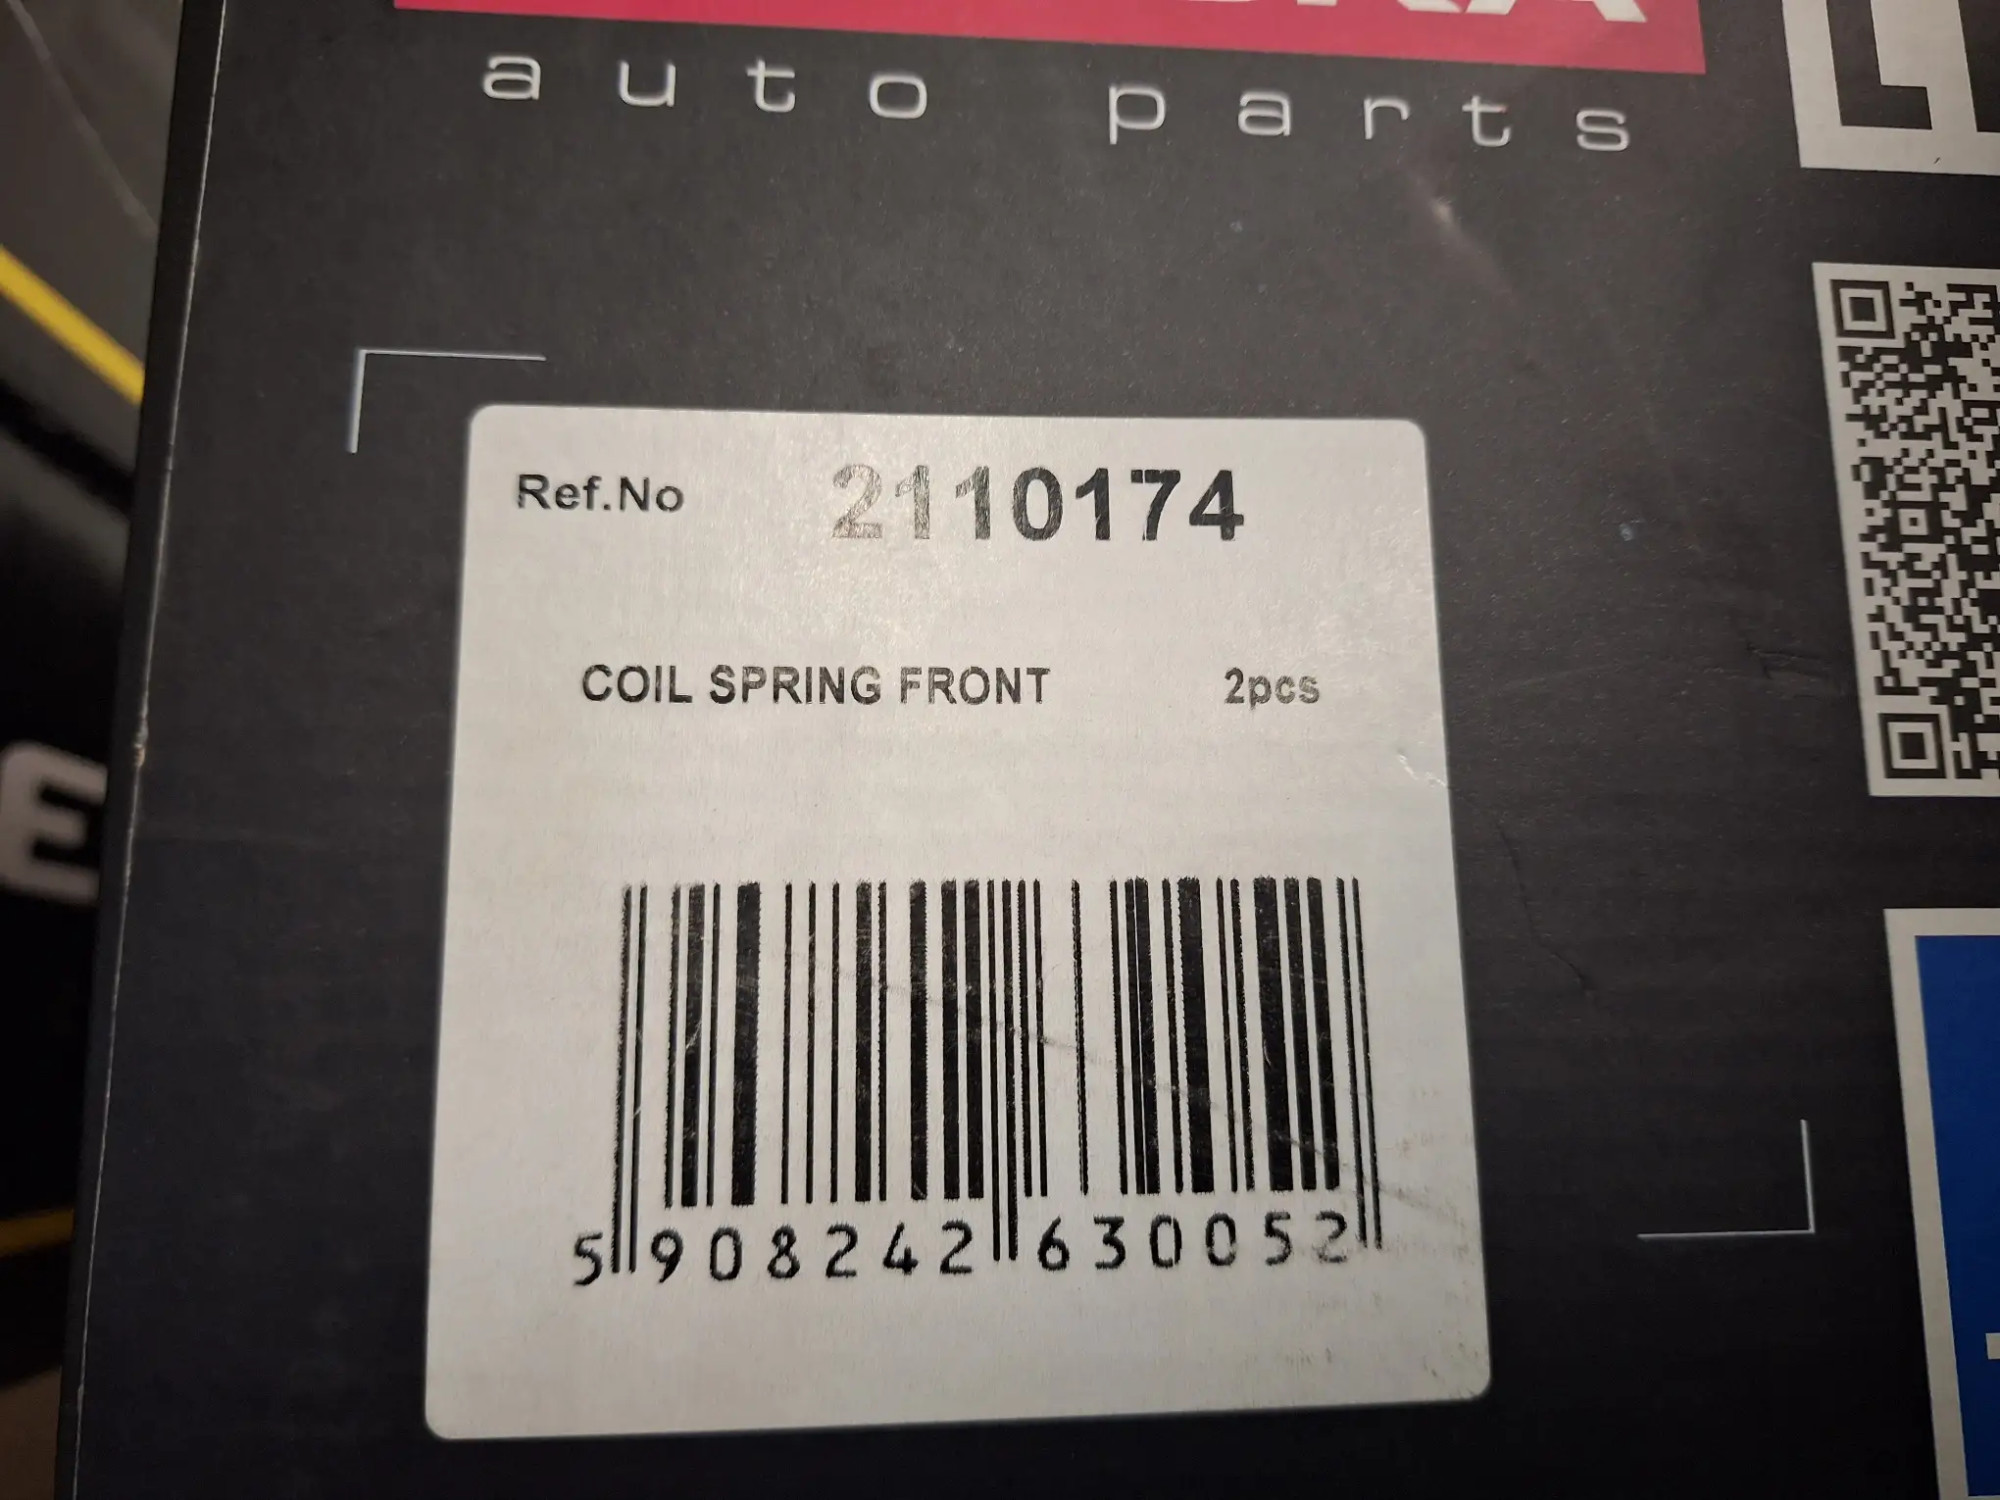 auto parts
Ref.No 2110174
COIL SPRING FRONT 2pcs
5 908242 630052